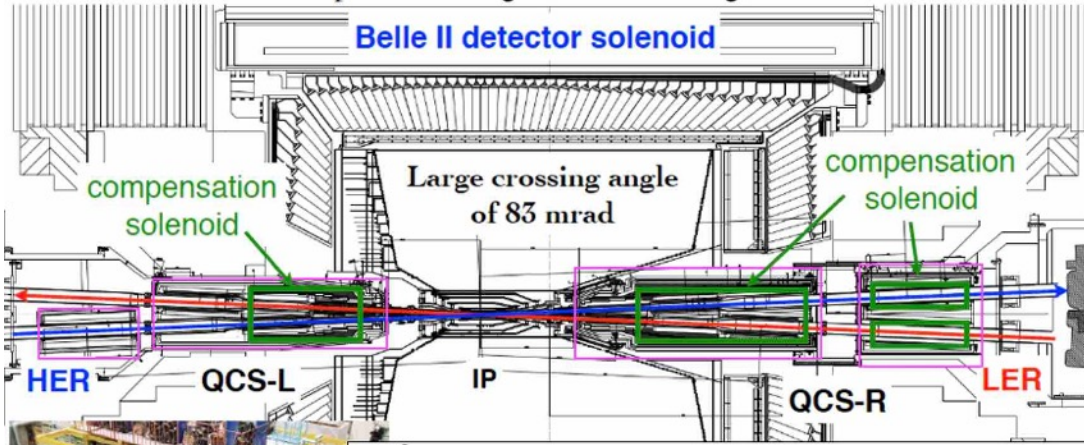 Belle II detector solenoid
compensation
solenoid
Large crossing angle
of 83 mrad
compensation
solenoid
HER
QCS-L
IP
QCS-R
LER